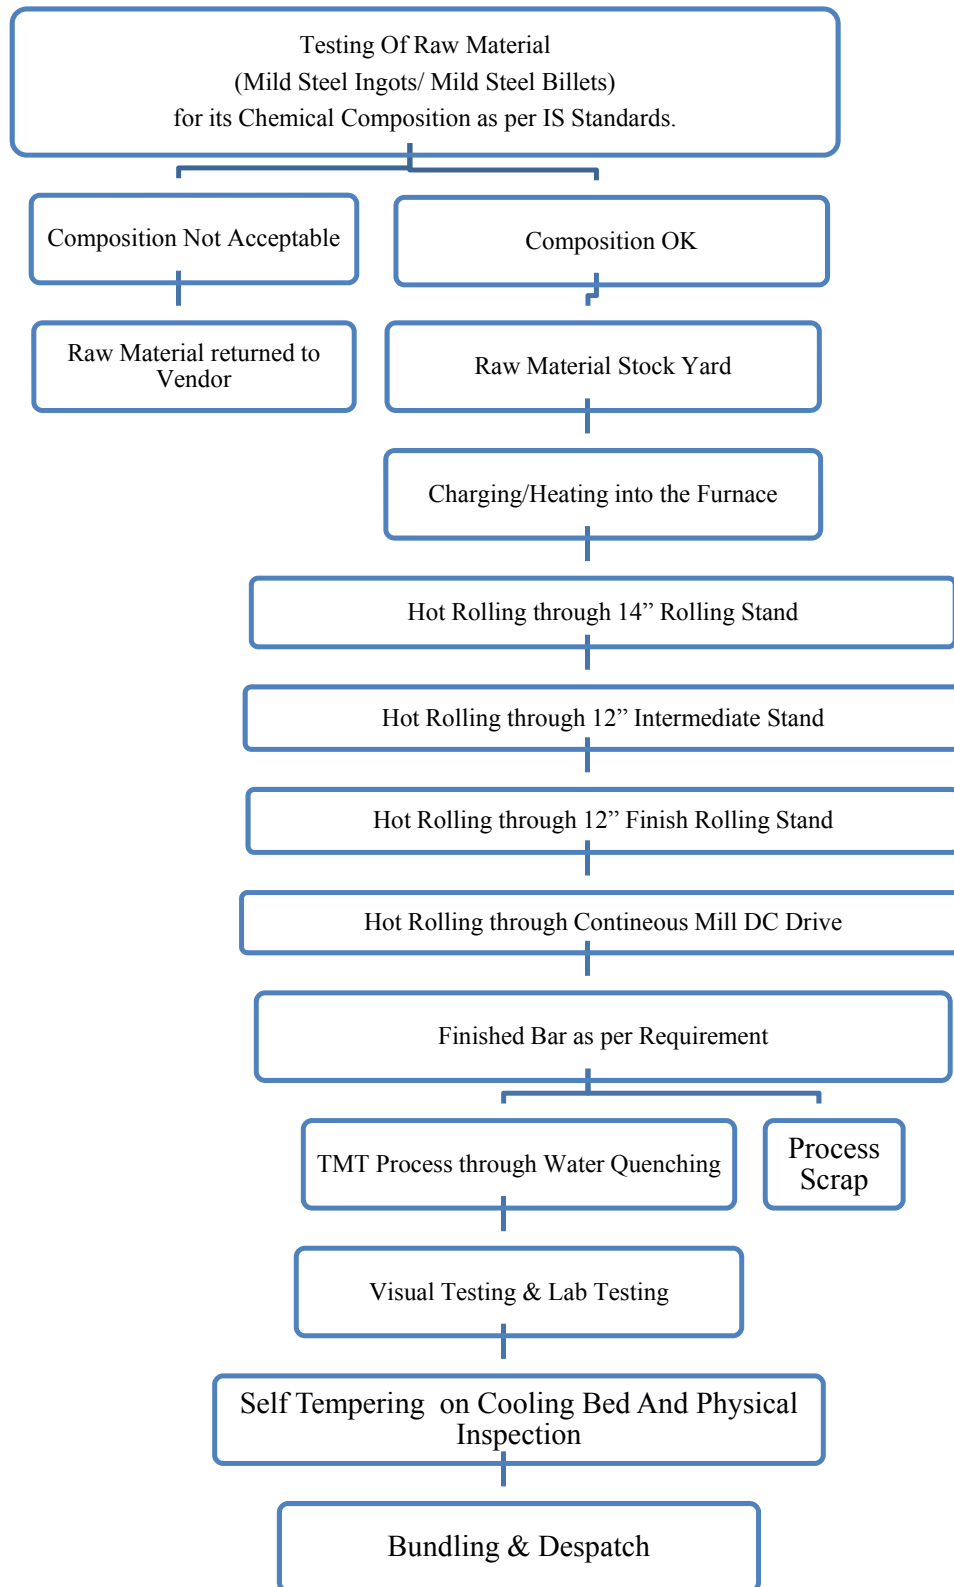 Testing Of Raw Material
(Mild Steel Ingots/ Mild Steel Billets)
for its Chemical Composition as per IS Standards.
Composition Not Acceptable
Composition OK
Raw Material returned to
Vendor
Raw Material Stock Yard
Charging/Heating into the Furnace
Hot Rolling through 14” Rolling Stand
Hot Rolling through 12” Intermediate Stand
Hot Rolling through 12” Finish Rolling Stand
Hot Rolling through Contineous Mill DC Drive
Finished Bar as per Requirement
TMT Process through Water Quenching
Process
Scrap
Visual Testing & Lab Testing
Self Tempering  on Cooling Bed And Physical
Inspection
Bundling & Despatch